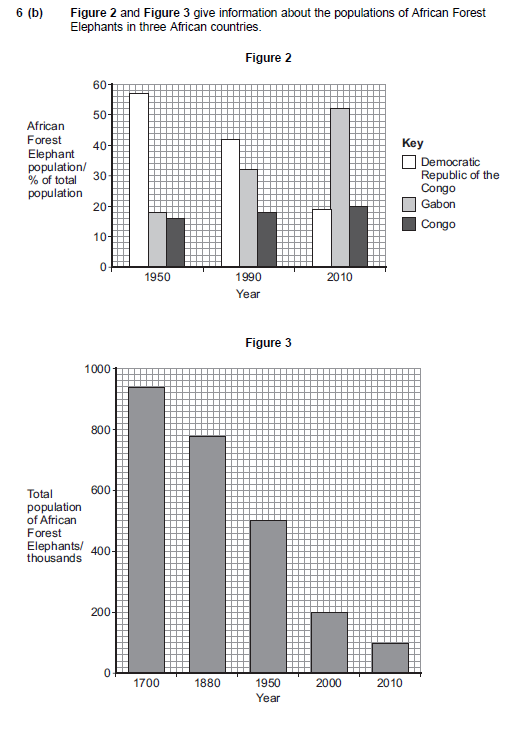 6 (b) Figure 2 and Figure 3 give information about the populations of African Forest
Elephants in three African countries.
Figure 2
African
Forest
Elephant
population/
% of total
population
60
50
40
30
20
10
0
1950 1990 2010
Year
Key
Democratic
Republic of the
Congo
Gabon
Congo
Figure 3
Total
population
of African
Forest
Elephants/
thousands
1000
800
600
400
200
0
1700 1880 1950 2000 2010
Year